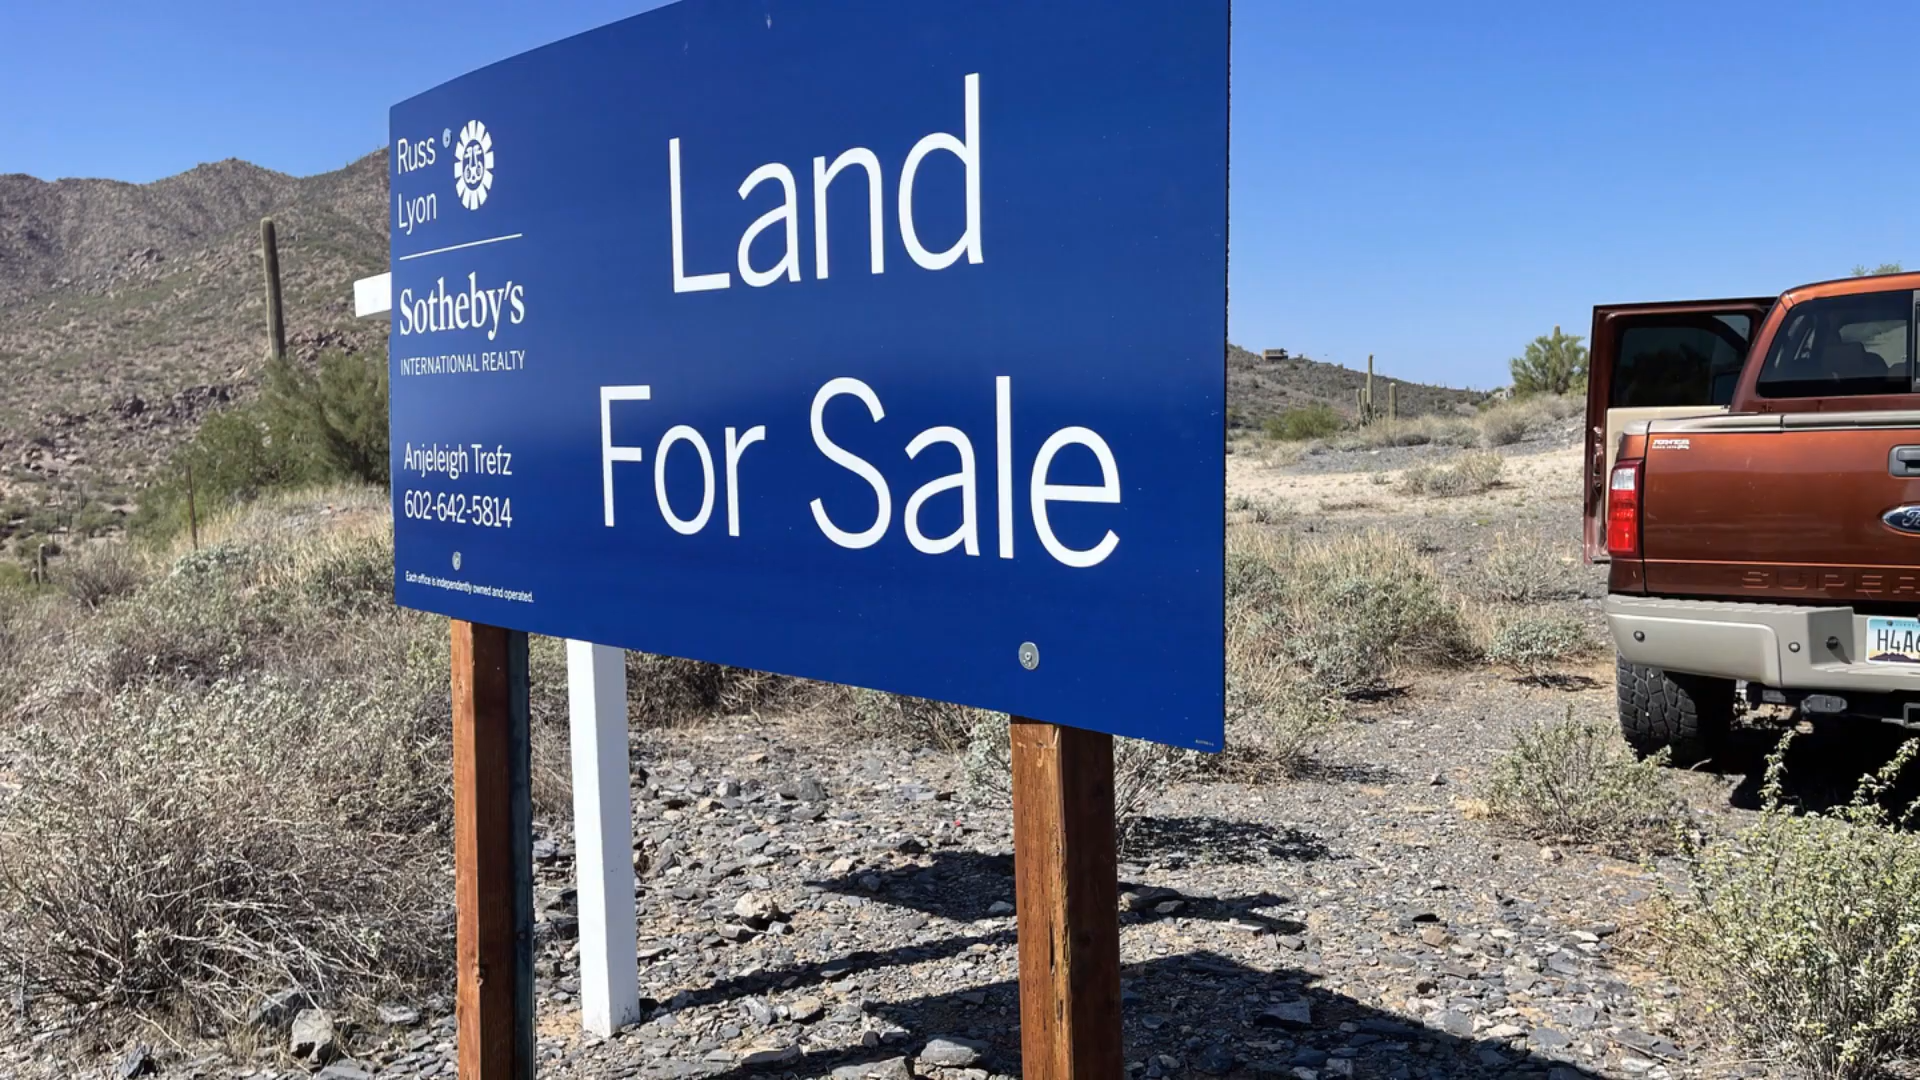 Russ
Lyon
Sotheby's
INTERNATIONAL REALTY
Anjeleigh Trefz
602-642-5814
Each office is independently owned and operated.
Land
For Sale
SUPER